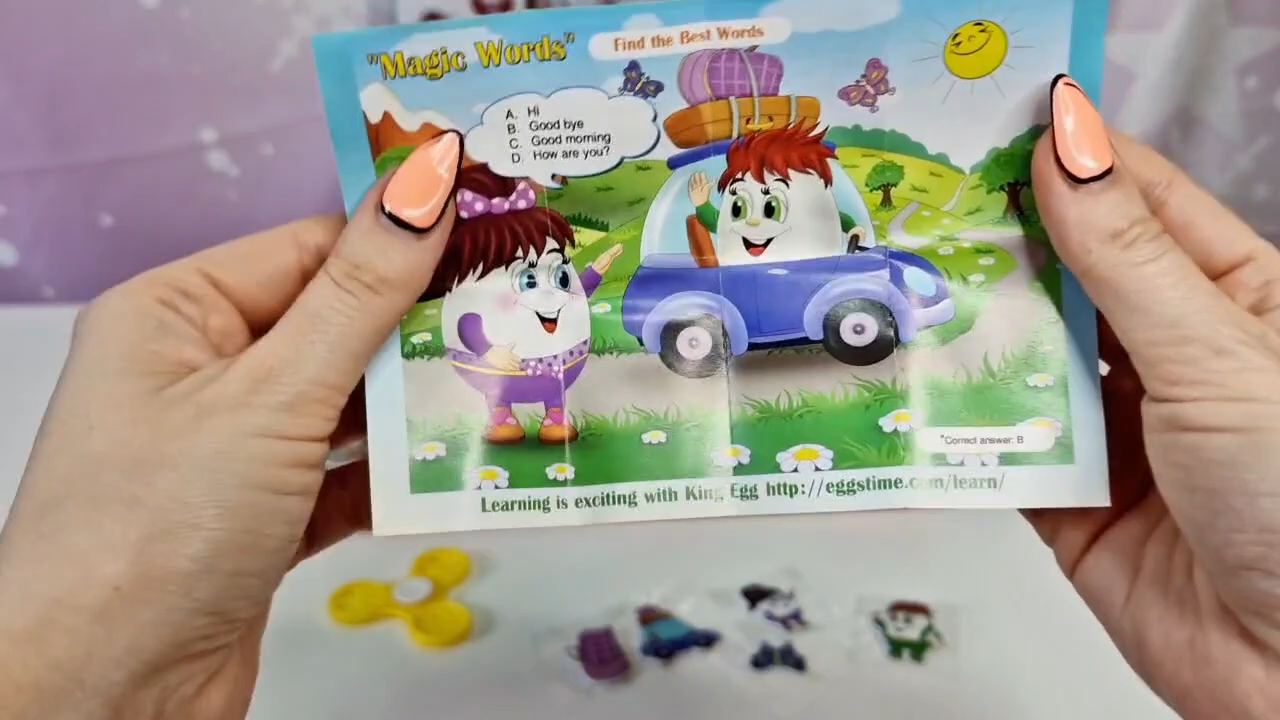 "Magic Words"
Find the Best Words
A. Hi
B. Good bye
C. Good morning
D. How are you?
*Correct answer: B
Learning is exciting with King Egg http://eggstime.com/learn/